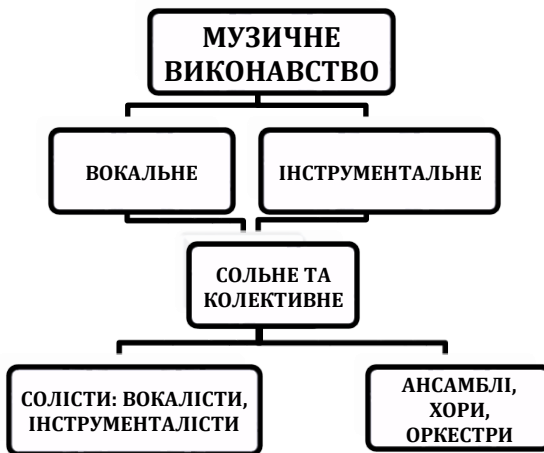 МУЗИЧНЕ
ВИКОНАВСТВО
ВОКАЛЬНЕ
ІНСТРУМЕНТАЛЬНЕ
СОЛЬНЕ ТА
КОЛЕКТИВНЕ
СОЛІСТИ: ВОКАЛІСТИ,
ІНСТРУМЕНТАЛІСТИ
АНСАМБЛІ,
ХОРИ,
ОРКЕСТРИ